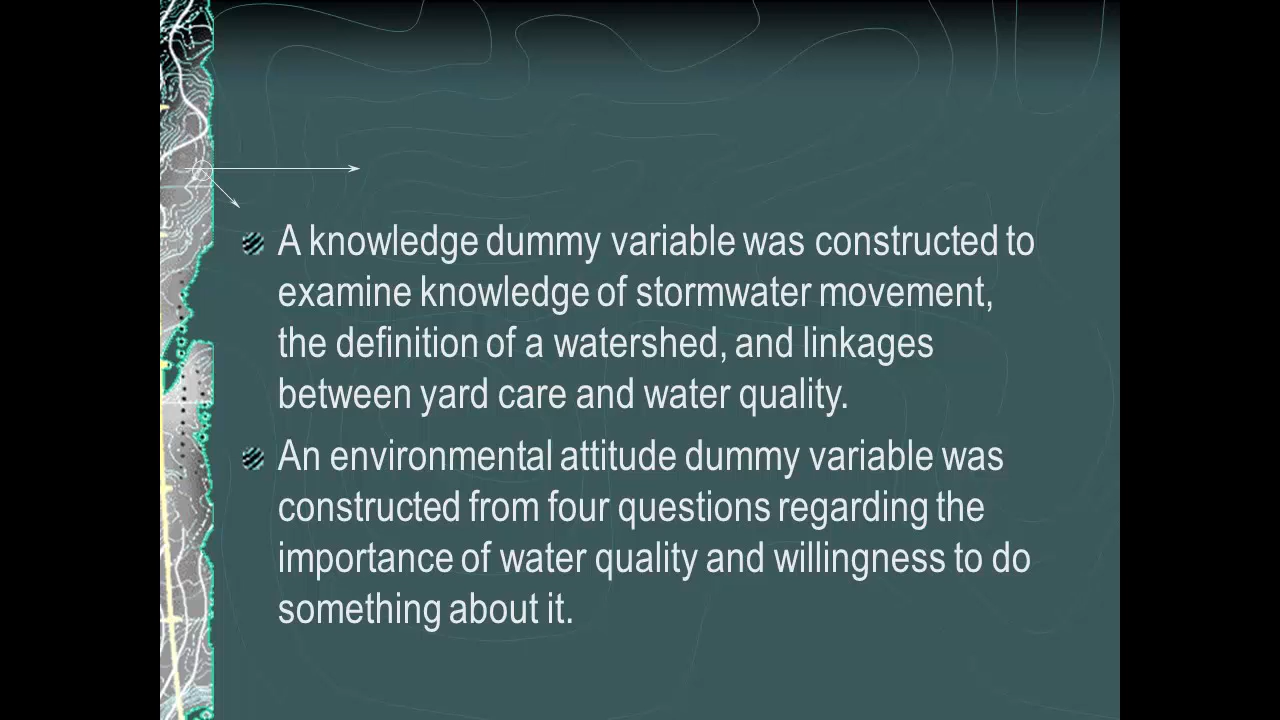 A knowledge dummy variable was constructed to
examine knowledge of stormwater movement,
the definition of a watershed, and linkages
between yard care and water quality.
An environmental attitude dummy variable was
constructed from four questions regarding the
importance of water quality and willingness to do
something about it.